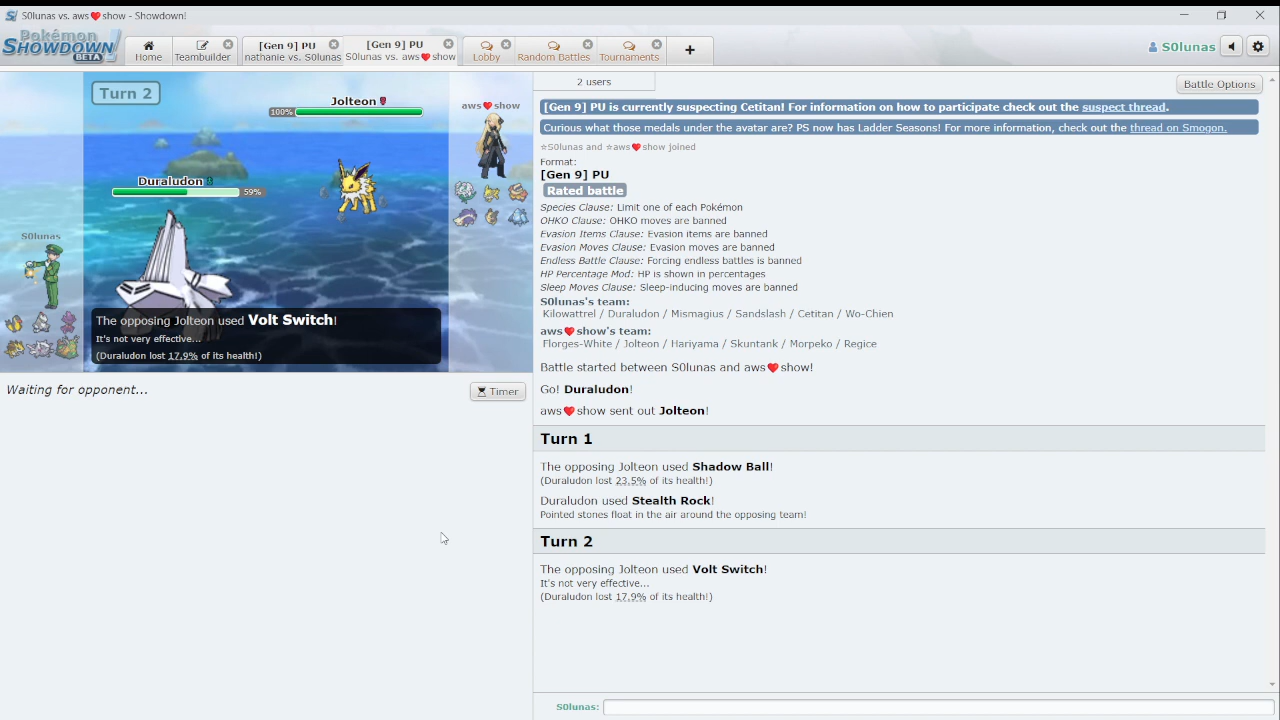 S0lunas vs. aws❤show - Showdown!
Pokémon
SHOWDOWN!
BETA
Home
Teambuilder
[Gen 9] PU
nathanie vs. S0lunas
[Gen 9] PU
S0lunas vs. aws❤show
Lobby
Random Battles
Tournaments
+
S0lunas
Turn 2
Jolteon
100%
aws❤show
Duraludon
59%
S0lunas
The opposing Jolteon used Volt Switch!
It's not very effective...
(Duraludon lost 17.9% of its health!)
Waiting for opponent...
Timer
2 users
Battle Options
[Gen 9] PU is currently suspecting Cetitan! For information on how to participate check out the suspect thread.
Curious what those medals under the avatar are? PS now has Ladder Seasons! For more information, check out the thread on Smogon.
☆S0lunas and ☆aws❤show joined
Format:
[Gen 9] PU
Rated battle
Species Clause: Limit one of each Pokémon
OHKO Clause: OHKO moves are banned
Evasion Items Clause: Evasion items are banned
Evasion Moves Clause: Evasion moves are banned
Endless Battle Clause: Forcing endless battles is banned
HP Percentage Mod: HP is shown in percentages
Sleep Moves Clause: Sleep-inducing moves are banned
S0lunas's team:
Kilowattrel / Duraludon / Mismagius / Sandslash / Cetitan / Wo-Chien
aws❤show's team:
Florges-White / Jolteon / Hariyama / Skuntank / Morpeko / Regice
Battle started between S0lunas and aws❤show!
Go! Duraludon!
aws❤show sent out Jolteon!
Turn 1
The opposing Jolteon used Shadow Ball!
(Duraludon lost 23.5% of its health!)
Duraludon used Stealth Rock!
Pointed stones float in the air around the opposing team!
Turn 2
The opposing Jolteon used Volt Switch!
It's not very effective...
(Duraludon lost 17.9% of its health!)
S0lunas: